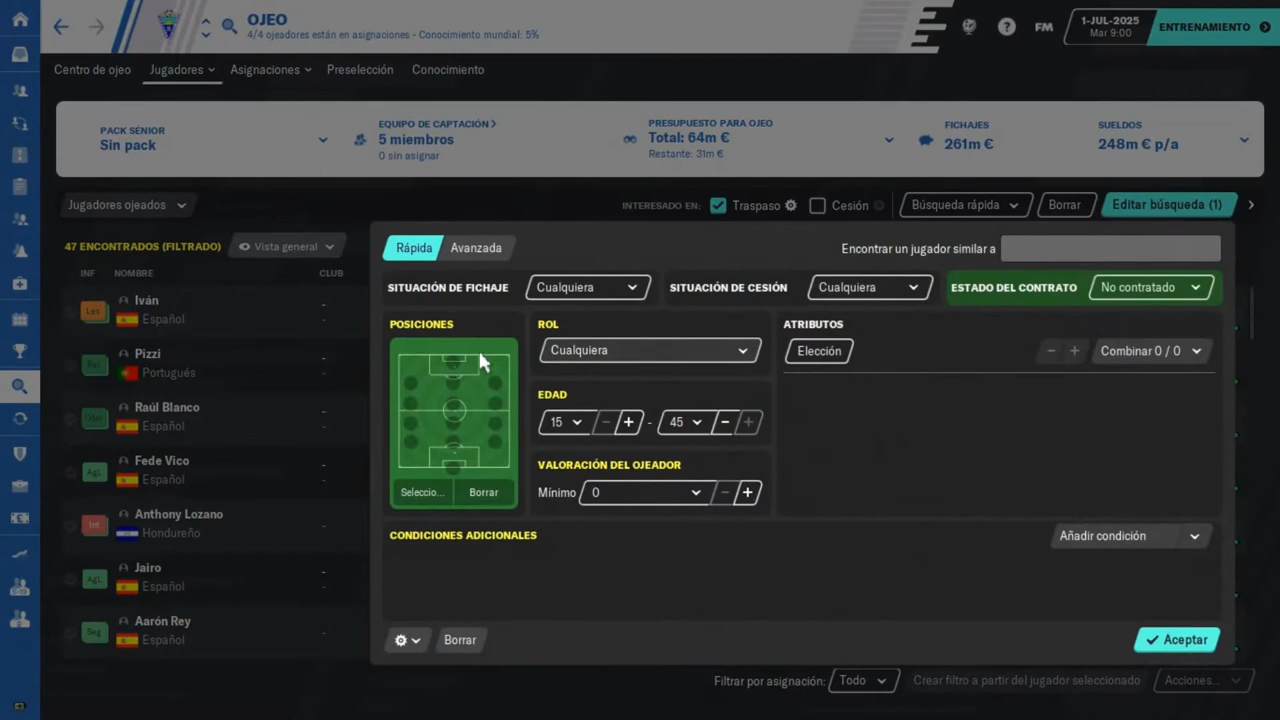 OJEO
4/4 ojeadores están en asignaciones - Conocimiento mundial: 5%
FM
1-JUL-2025
Mar 9:00
ENTRENAMIENTO
Centro de ojeo
Jugadores
Asignaciones
Preselección
Conocimiento
PACK SÉNIOR
Sin pack
EQUIPO DE CAPTACIÓN >
5 miembros
0 sin asignar
PRESUPUESTO PARA OJEO
Total: 64m €
Restante: 31m €
FICHAJES
261m €
SUELDOS
248m € p/a
Jugadores ojeados
INTERESADO EN:
Traspaso
Cesión
Búsqueda rápida
Borrar
Editar búsqueda (1)
47 ENCONTRADOS (FILTRADO)
Vista general
INF
NOMBRE
CLUB
Les
Iván
Español
-
Pizzi
Portugués
-
Raúl Blanco
Español
-
AgL
Fede Vico
Español
-
Int
Anthony Lozano
Hondureño
-
AgL
Jairo
Español
-
Seg
Aarón Rey
Español
-
Rápida
Avanzada
Encontrar un jugador similar a
SITUACIÓN DE FICHAJE
Cualquiera
SITUACIÓN DE CESIÓN
Cualquiera
ESTADO DEL CONTRATO
No contratado
POSICIONES
Seleccio...
Borrar
ROL
Cualquiera
EDAD
15
-
45
VALORACIÓN DEL OJEADOR
Mínimo
0
ATRIBUTOS
Elección
Combinar 0 / 0
CONDICIONES ADICIONALES
Añadir condición
Borrar
Aceptar
Filtrar por asignación:
Todo
Crear filtro a partir del jugador seleccionado
Acciones...